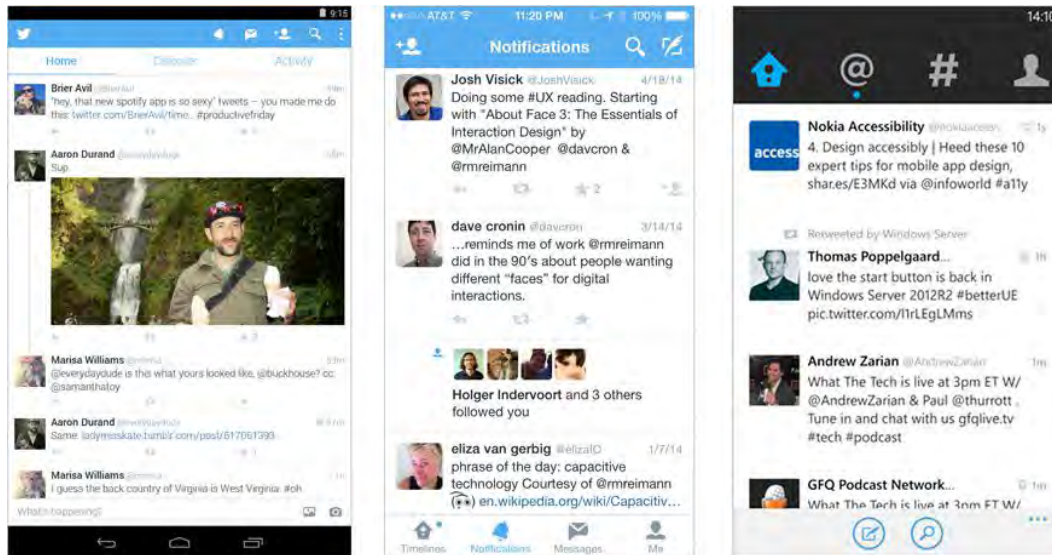 9:15
Home Discover Activity
Brier Avil
"hey, that new spotify app is so sexy" tweets – you made me do
this: twitter.com/BrierAvil/time... #productivefriday
Aaron Durand
Sup.
Marisa Williams
@everydaydude is this what yours looked like, @buckhouse? cc
@samanthatoy
Aaron Durand
Same: ladymissskate.tumblr.com/post/617061393...
Marisa Williams
I guess the back country of Virginia is West Virginia. #oh
What's happening?
AT&T 11:20 PM 100%
Notifications
Josh Visick @JoshVisick 4/18/14
Doing some #UX reading. Starting
with "About Face 3: The Essentials of
Interaction Design" by
@MrAlanCooper @davcron &
@rmreimann
2
dave cronin @davcron 3/14/14
...reminds me of work @rmreimann
did in the 90's about people wanting
different "faces" for digital
interactions.
Holger Indervoort and 3 others
followed you
eliza van gerbig 1/7/14
phrase of the day: capacitive
technology Courtesy of @rmreimann
en.wikipedia.org/wiki/Capacitiv...
Timelines Notifications Messages Me
14:10
@ #
access
Nokia Accessibility 1y
4. Design accessibly | Heed these 10
expert tips for mobile app design,
shar.es/E3MKd via @infoworld #a11y
Retweeted by Windows Server
Thomas Poppelgaard... 1h
love the start button is back in
Windows Server 2012R2 #betterUE
pic.twitter.com/l1rLEgLMms
Andrew Zarian @AndrewZarian 1m
What The Tech is live at 3pm ET W/
@AndrewZarian & Paul @thurrott .
Tune in and chat with us gfqlive.tv
#tech #podcast
GFQ Podcast Network... 1m
What The Tech is live at 3pm ET W/